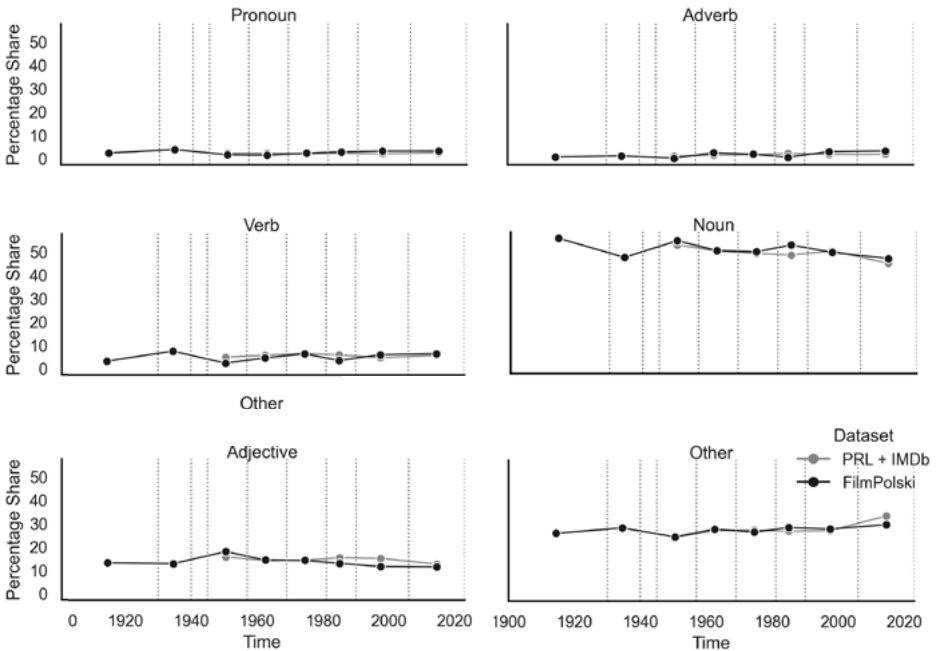 Pronoun
Adverb
Percentage Share
50
40
30
20
10
0
Verb
Noun
Percentage Share
50
40
30
20
10
0
Other
Adjective
Other
Dataset
PRL + IMDb
FilmPolski
Percentage Share
50
40
30
20
10
0
0 1920 1940 1960 1980 2000 2020
Time
1900 1920 1940 1960 1980 2000 2020
Time